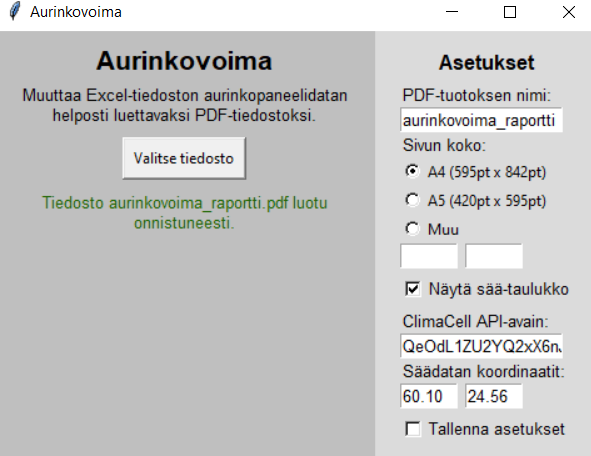 Aurinkovoima
Aurinkovoima
Muuttaa Excel-tiedoston aurinkopaneelidatan
helposti luettavaksi PDF-tiedostoksi.
Valitse tiedosto
Tiedosto aurinkovoima_raportti.pdf luotu
onnistuneesti.
Asetukset
PDF-tuotoksen nimi:
aurinkovoima_raportti
Sivun koko:
A4 (595pt x 842pt)
A5 (420pt x 595pt)
Muu
Näytä sää-taulukko
ClimaCell API-avain:
QeOdL1ZU2YQ2xX6n
Säädatan koordinaatit:
60.10 24.56
Tallenna asetukset